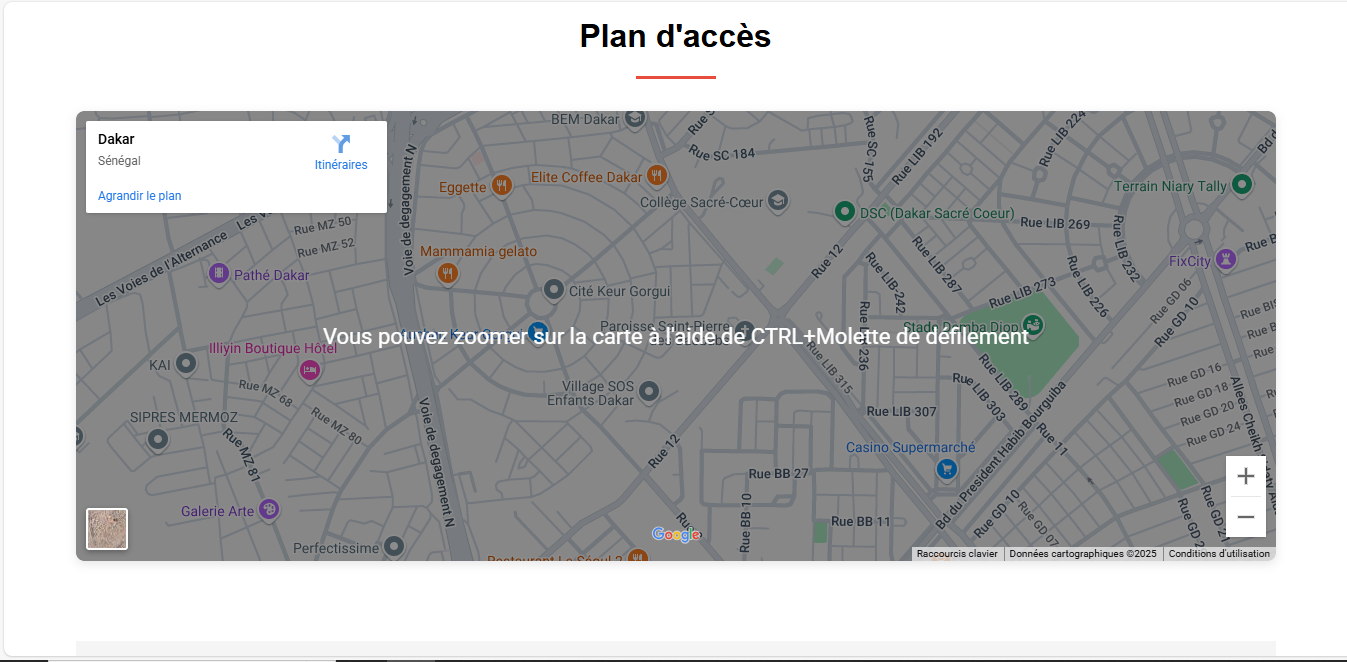 Plan d'accès
Dakar
Sénégal
Itinéraires
Agrandir le plan
BEM Dakar
Rue SC 184
Rue SC 155
Rue LIB 192
Rue LIB 224
Elite Coffee Dakar
Eggette
Collège Sacré-Cœur
DSC (Dakar Sacré Coeur)
Terrain Niary Tally
Rue LIB 269
Rue LIB 232
FixCity
Voie de degagement N
Rue MZ 50
Rue MZ 52
Les Voies de l'Alternance
Pathé Dakar
Mammamia gelato
Cité Keur Gorgui
Rue 12
Rue LIB 287
Rue LIB-242
Rue LIB 273
Rue LIB 226
Rue GD 06
Rue GD 10
Paroisse Saint-Pierre
Stade Demba Diop
Vous pouvez zoomer sur la carte à l'aide de CTRL+Molette de défilement
Illiyin Boutique Hôtel
KAI
Rue LIB 236
Rue LIB 315
Rue LIB 289
Rue LIB 303
Rue GD 16
Rue GD 18
Rue GD 20
Rue GD 24
Rue MZ 68
Rue MZ 80
Village SOS
Enfants Dakar
Rue LIB 307
Rue 11
Bd du President Habib Bourguiba
Allees Cheikh
SIPRES MERMOZ
Rue MZ 81
Voie de degagement N
Rue 12
Casino Supermarché
Rue BB 27
Rue BB 10
Rue BB 11
Rue GD 10
Rue GD 07
Galerie Arte
Perfectissime
Restaurant Le Séoul 2
Google
Raccourcis clavier
Données cartographiques ©2025
Conditions d'utilisation